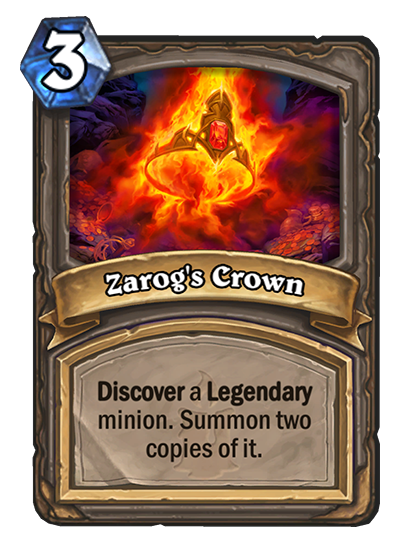 3
Zarog's Crown
Discover a Legendary
minion. Summon two
copies of it.